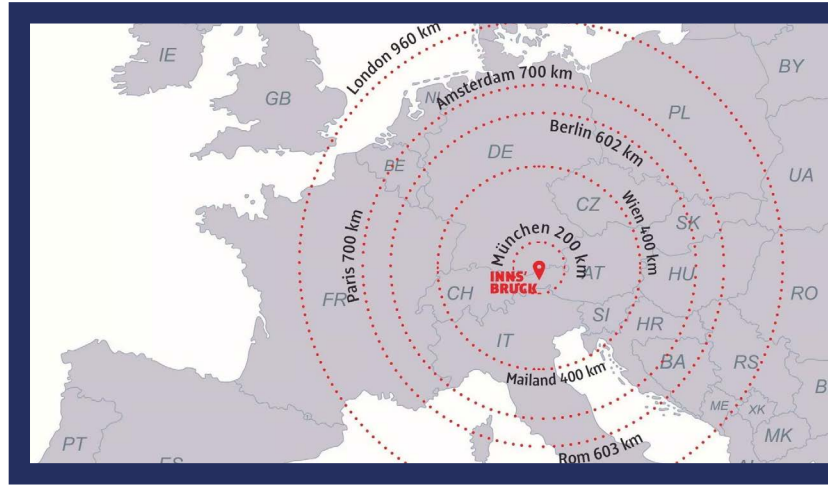 London 960 km
IE
BY
Amsterdam 700 km
GB
NL
PL
Berlin 602 km
DE
BE
UA
CZ
Wien 400 km
SK
München 200 km
Paris 700 km
INNS'
BRUCK
AT
HU
FR
CH
RO
SI
HR
IT
BA
RS
Mailand 400 km
B
ME
XK
PT
MK
Rom 603 km
ES